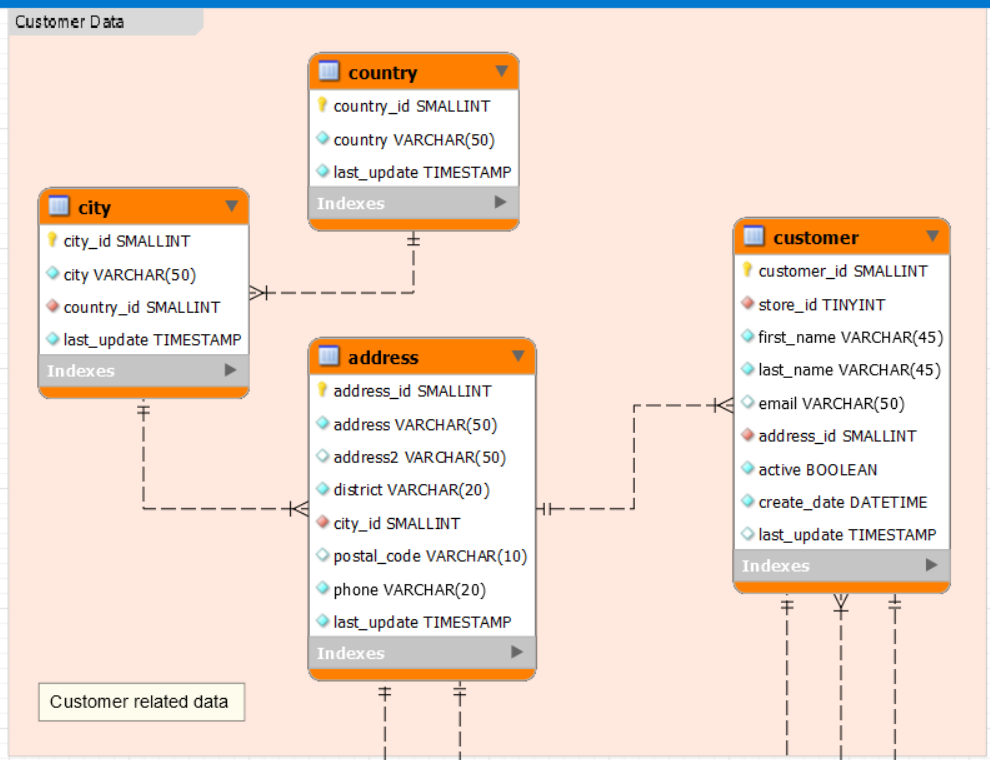 Customer Data
country
country_id SMALLINT
country VARCHAR(50)
last_update TIMESTAMP
Indexes
city
city_id SMALLINT
city VARCHAR(50)
country_id SMALLINT
last_update TIMESTAMP
Indexes
address
address_id SMALLINT
address VARCHAR(50)
address2 VARCHAR(50)
district VARCHAR(20)
city_id SMALLINT
postal_code VARCHAR(10)
phone VARCHAR(20)
last_update TIMESTAMP
Indexes
customer
customer_id SMALLINT
store_id TINYINT
first_name VARCHAR(45)
last_name VARCHAR(45)
email VARCHAR(50)
address_id SMALLINT
active BOOLEAN
create_date DATETIME
last_update TIMESTAMP
Indexes
Customer related data